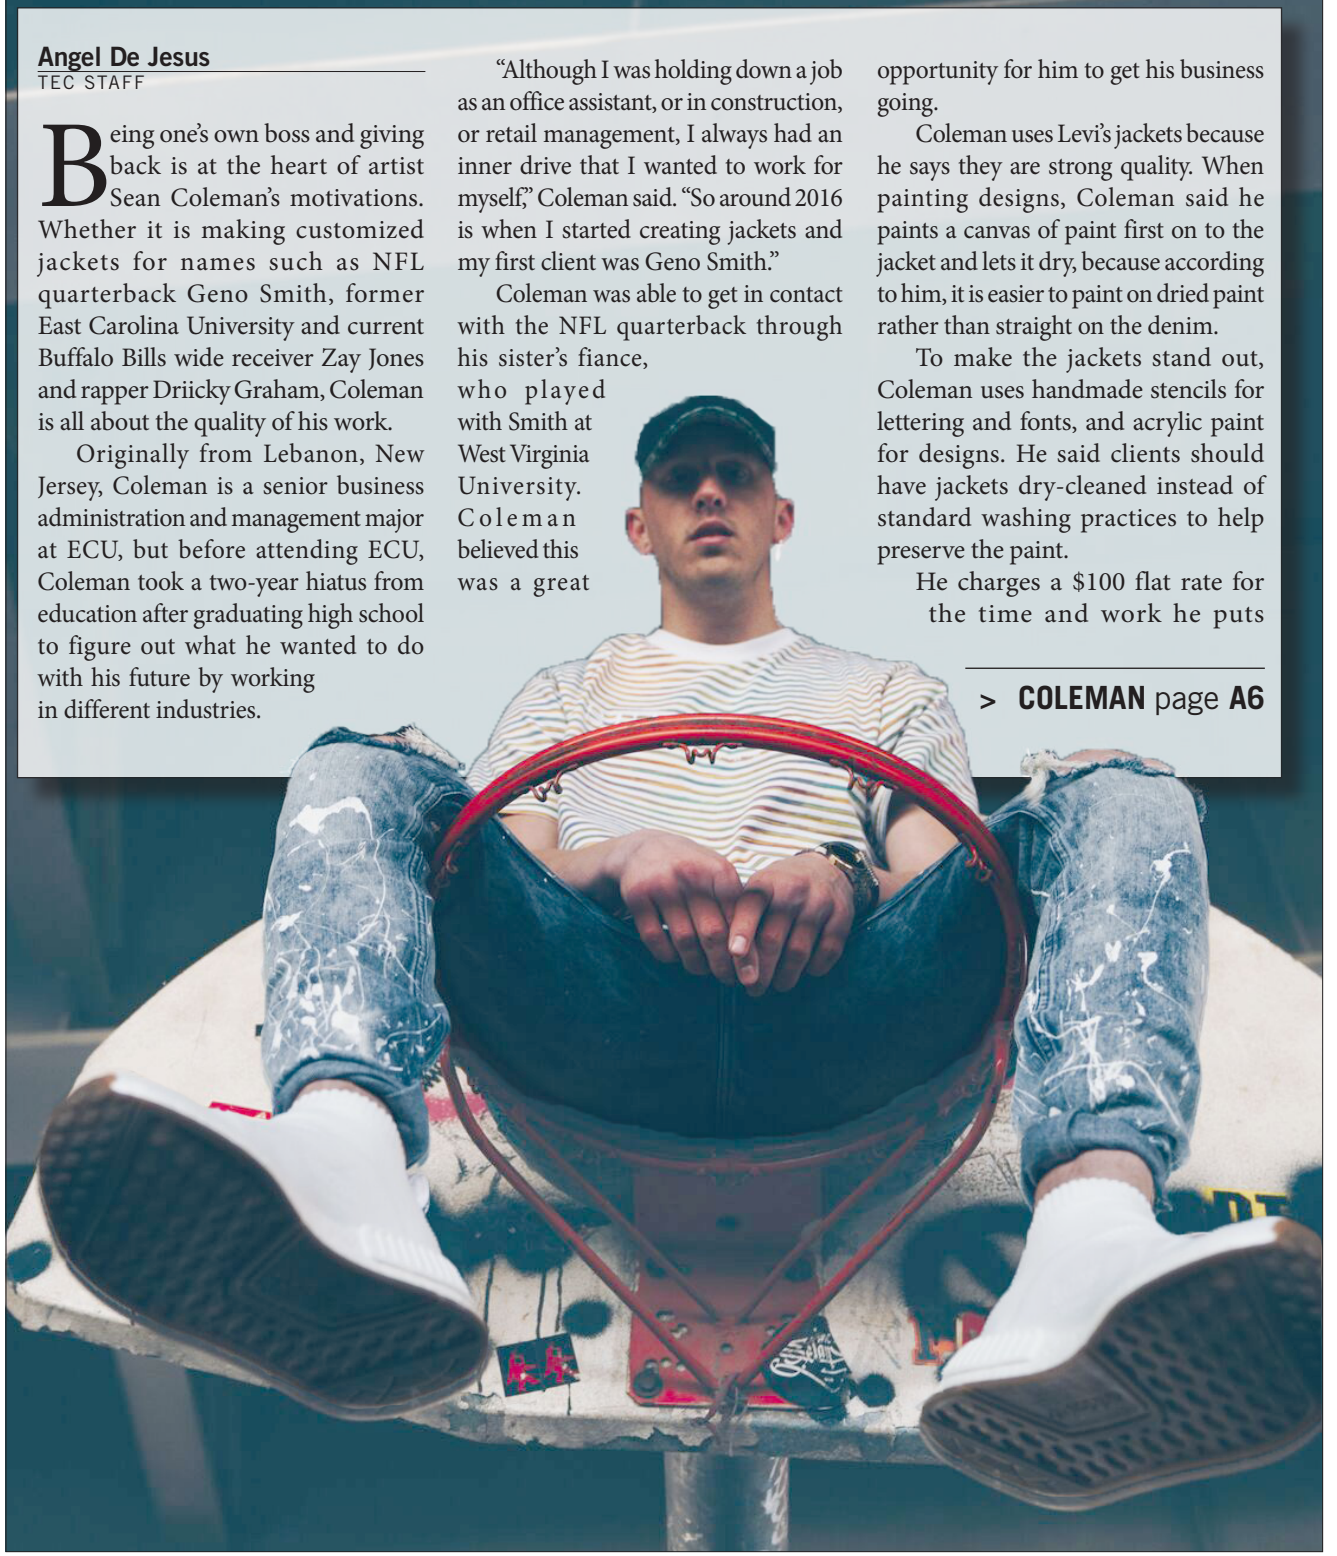 Angel De Jesus
TEC STAFF
Being one’s own boss and giving
back is at the heart of artist
Sean Coleman’s motivations.
Whether it is making customized
jackets for names such as NFL
quarterback Geno Smith, former
East Carolina University and current
Buffalo Bills wide receiver Zay Jones
and rapper Driicky Graham, Coleman
is all about the quality of his work.
Originally from Lebanon, New
Jersey, Coleman is a senior business
administration and management major
at ECU, but before attending ECU,
Coleman took a two-year hiatus from
education after graduating high school
to figure out what he wanted to do
with his future by working
in different industries.
“Although I was holding down a job
as an office assistant, or in construction,
or retail management, I always had an
inner drive that I wanted to work for
myself,” Coleman said. “So around 2016
is when I started creating jackets and
my first client was Geno Smith.”
Coleman was able to get in contact
with the NFL quarterback through
his sister’s fiance,
who played
with Smith at
West Virginia
University.
Coleman
believed this
was a great
opportunity for him to get his business
going.
Coleman uses Levi’s jackets because
he says they are strong quality. When
painting designs, Coleman said he
paints a canvas of paint first on to the
jacket and lets it dry, because according
to him, it is easier to paint on dried paint
rather than straight on the denim.
To make the jackets stand out,
Coleman uses handmade stencils for
lettering and fonts, and acrylic paint
for designs. He said clients should
have jackets dry-cleaned instead of
standard washing practices to help
preserve the paint.
He charges a $100 flat rate for
the time and work he puts
> COLEMAN page A6